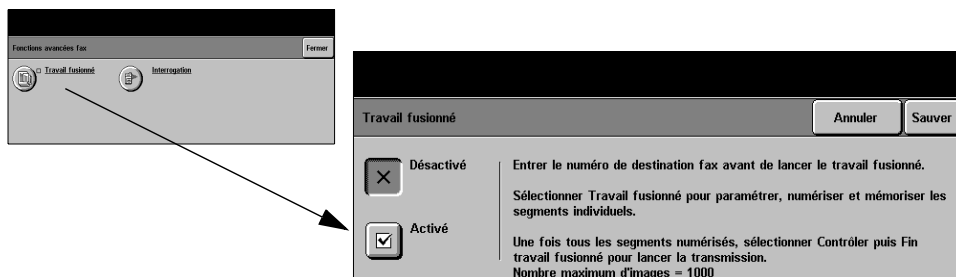 Fonctions avancées fax
Fermer
Travail fusionné
Interrogation
Travail fusionné
Annuler
Sauver
Désactivé
Entrer le numéro de destination fax avant de lancer le travail fusionné.
Sélectionner Travail fusionné pour paramétrer, numériser et mémoriser les
segments individuels.
Activé
Une fois tous les segments numérisés, sélectionner Contrôler puis Fin
travail fusionné pour lancer la transmission.
Nombre maximum d'images = 1000